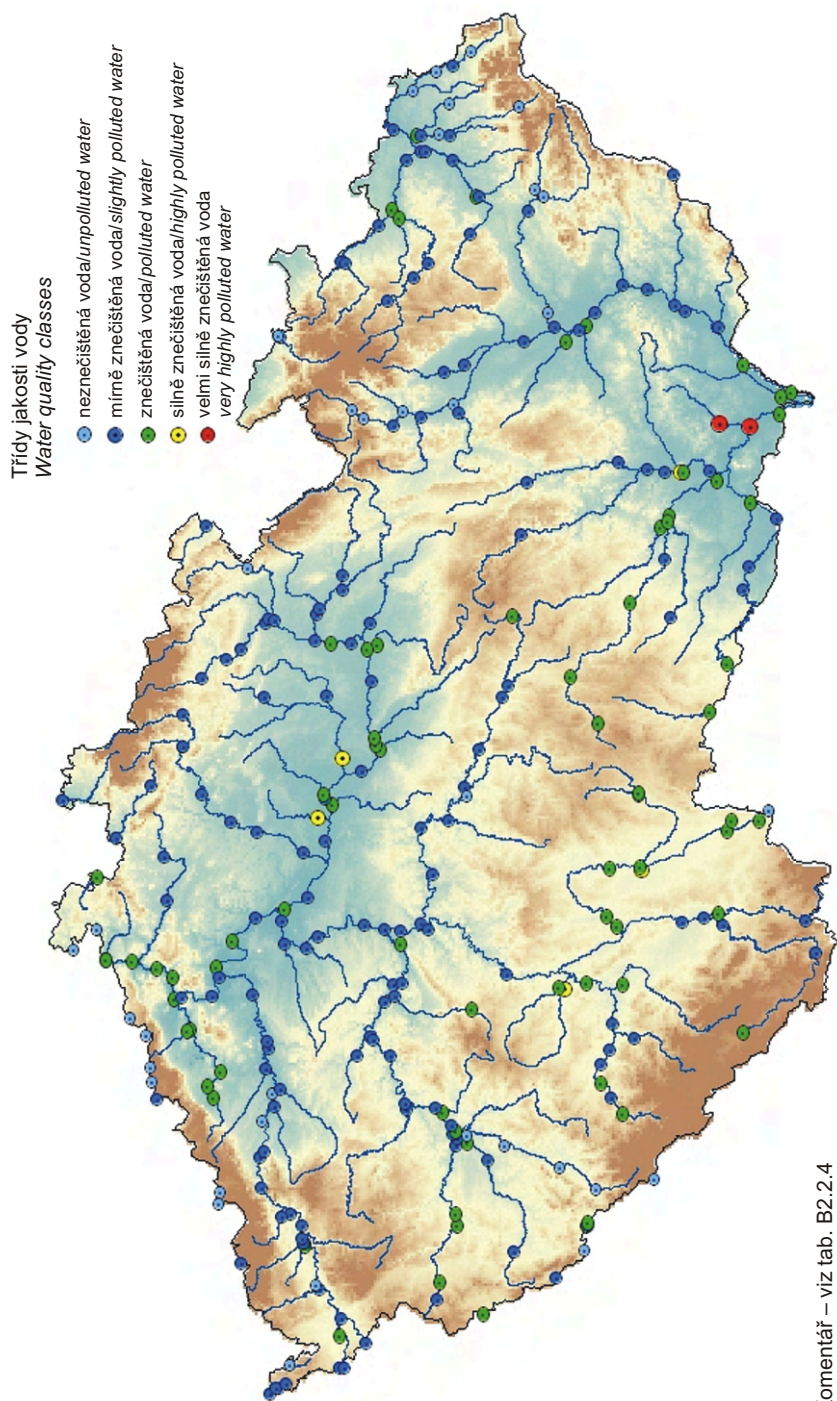 Třídy jakosti vody
Water quality classes
neznečištěná voda/unpolluted water
mírně znečištěná voda/slightly polluted water
znečištěná voda/polluted water
silně znečištěná voda/highly polluted water
velmi silně znečištěná voda
very highly polluted water
omentář – viz tab. B2.2.4